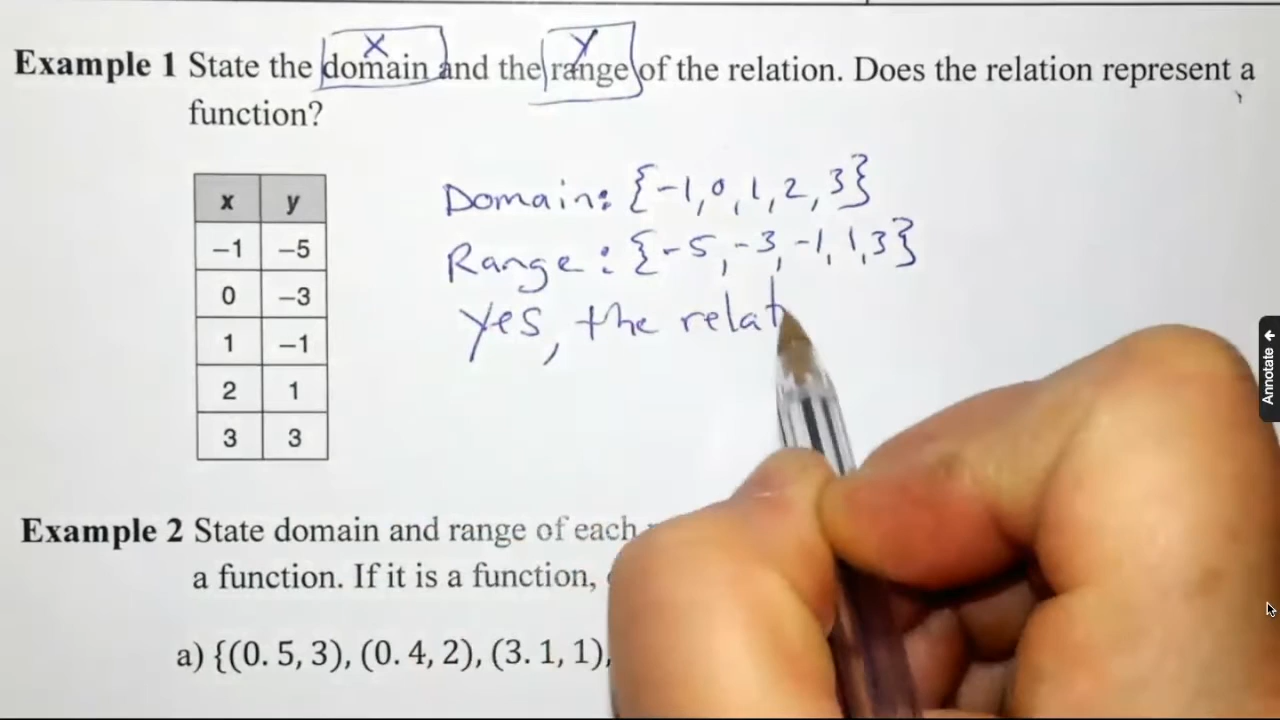 x y
Example 1 State the domain and the range of the relation. Does the relation represent a
function?
x y
−1 −5
0 −3
1 −1
2 1
3 3
Domain: {-1, 0, 1, 2, 3}
Range: {-5, -3, -1, 1, 3}
Yes, the relat
Annotate
Example 2 State domain and range of each
a function. If it is a function,
a) {(0.5, 3), (0.4, 2), (3.1, 1),